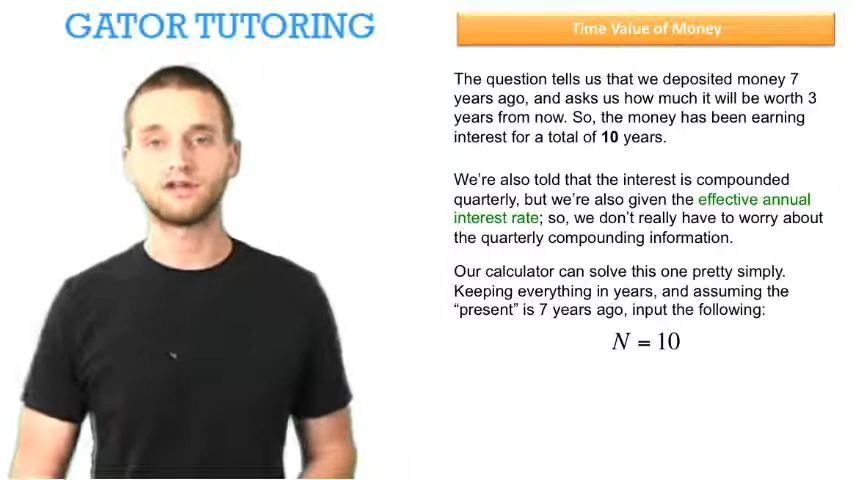 GATOR TUTORING
Time Value of Money
The question tells us that we deposited money 7
years ago, and asks us how much it will be worth 3
years from now. So, the money has been earning
interest for a total of 10 years.
We’re also told that the interest is compounded
quarterly, but we’re also given the effective annual
interest rate; so, we don’t really have to worry about
the quarterly compounding information.
Our calculator can solve this one pretty simply.
Keeping everything in years, and assuming the
“present” is 7 years ago, input the following:
N = 10